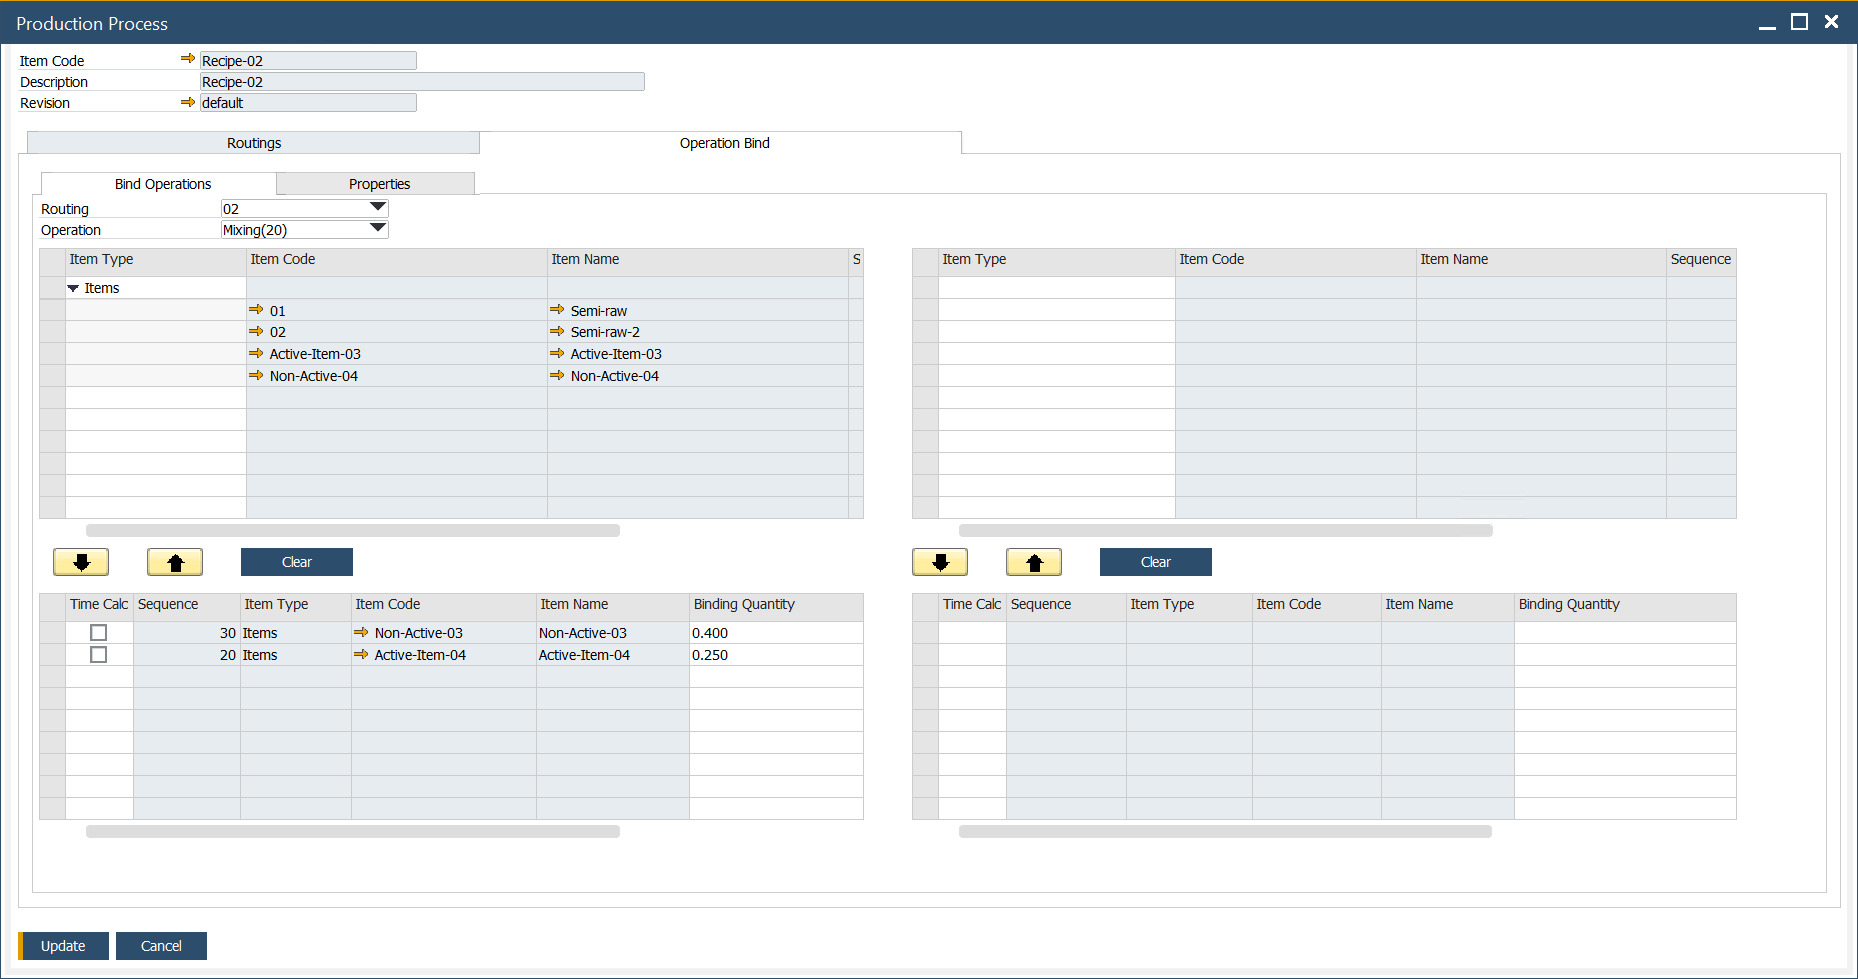 Production Process
Item Code Recipe-02
Description Recipe-02
Revision default
Routings Operation Bind
Bind Operations Properties
Routing 02
Operation Mixing(20)
Item Type Item Code Item Name S Item Type Item Code Item Name Sequence
Items
01 Semi-raw
02 Semi-raw-2
Active-Item-03 Active-Item-03
Non-Active-04 Non-Active-04
Clear Clear
Time Calc Sequence Item Type Item Code Item Name Binding Quantity Time Calc Sequence Item Type Item Code Item Name Binding Quantity
30 Items Non-Active-03 Non-Active-03 0.400
20 Items Active-Item-04 Active-Item-04 0.250
Update Cancel